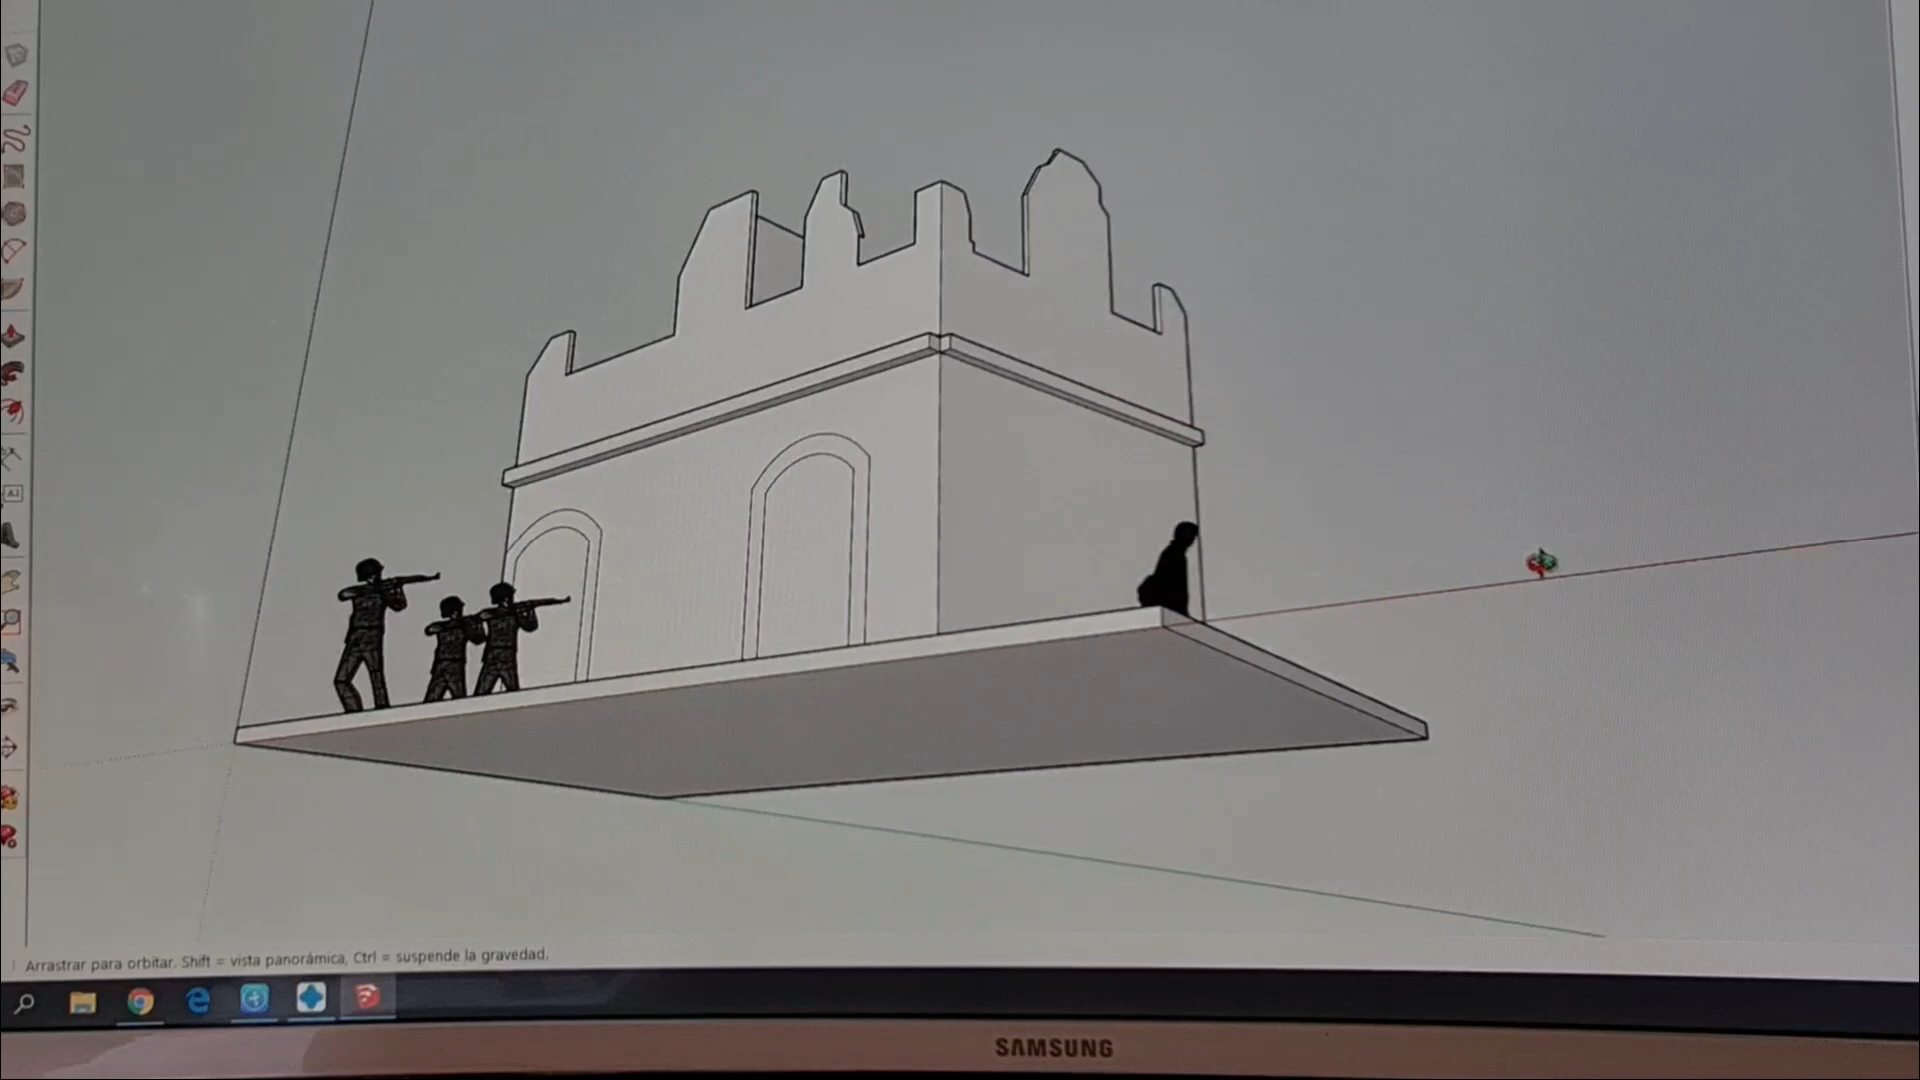 Arrastrar para orbitar. Shift = vista panorámica, Ctrl = suspende la gravedad.
SAMSUNG